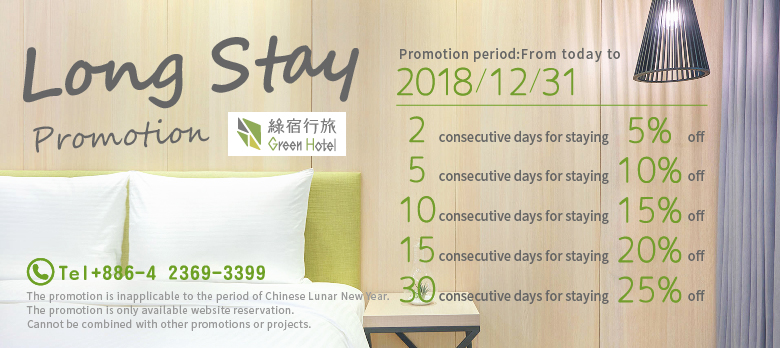 Long Stay
Promotion
綠宿行旅
Green Hotel
Promotion period:From today to
2018/12/31
2 consecutive days for staying 5% off
5 consecutive days for staying 10% off
10 consecutive days for staying 15% off
15 consecutive days for staying 20% off
30 consecutive days for staying 25% off
Tel+886-4 2369-3399
The promotion is inapplicable to the period of Chinese Lunar New Year.
The promotion is only available website reservation.
Cannot be combined with other promotions or projects.